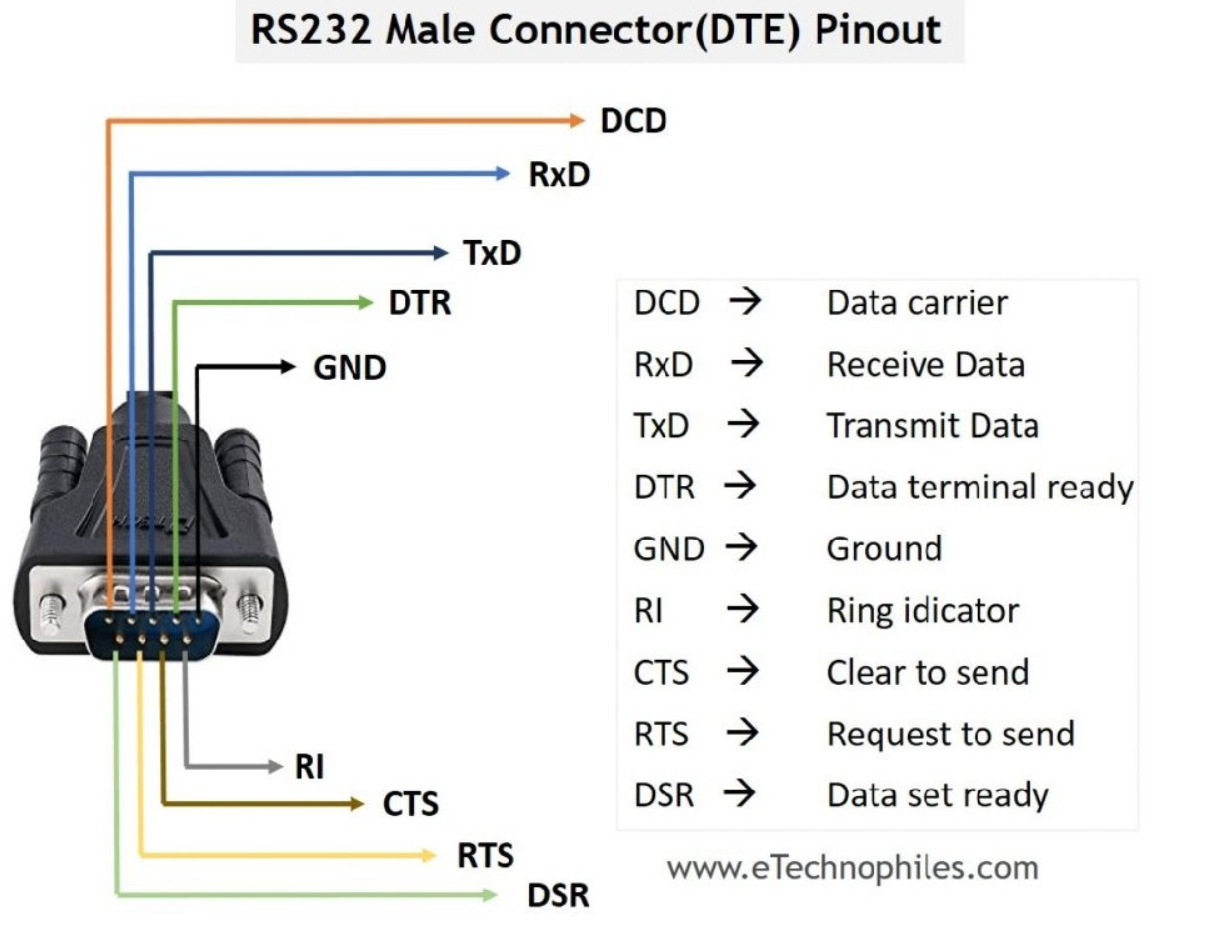 RS232 Male Connector(DTE) Pinout
DCD
RxD
TxD
DTR
GND
RI
CTS
RTS
DSR
DCD → Data carrier
RxD → Receive Data
TxD → Transmit Data
DTR → Data terminal ready
GND → Ground
RI → Ring idicator
CTS → Clear to send
RTS → Request to send
DSR → Data set ready
www.eTechnophiles.com